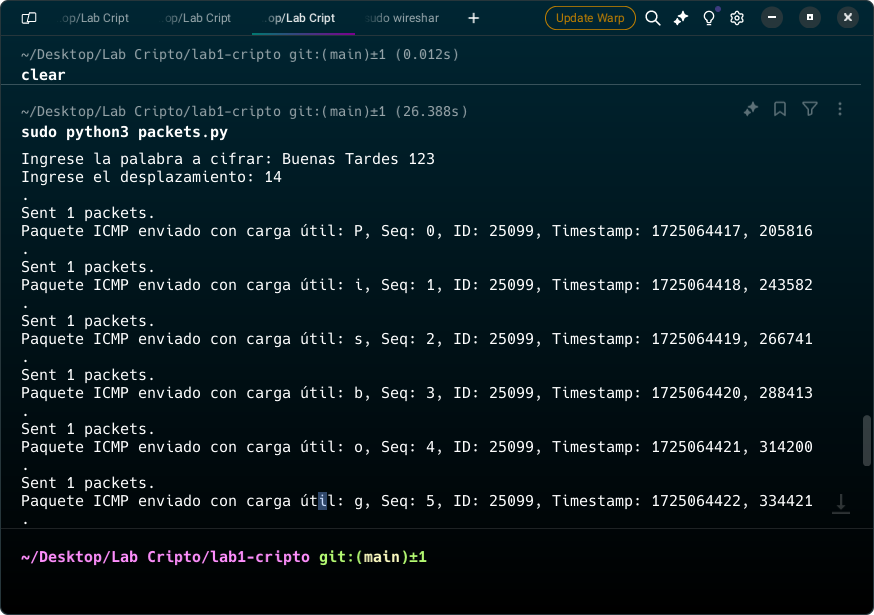 .op/Lab Cript
.op/Lab Cript
.op/Lab Cript
sudo wireshar
Update Warp
~/Desktop/Lab Cripto/lab1-cripto git:(main)±1 (0.012s)
clear
~/Desktop/Lab Cripto/lab1-cripto git:(main)±1 (26.388s)
sudo python3 packets.py
Ingrese la palabra a cifrar: Buenas Tardes 123
Ingrese el desplazamiento: 14
.
Sent 1 packets.
Paquete ICMP enviado con carga útil: P, Seq: 0, ID: 25099, Timestamp: 1725064417, 205816
.
Sent 1 packets.
Paquete ICMP enviado con carga útil: i, Seq: 1, ID: 25099, Timestamp: 1725064418, 243582
.
Sent 1 packets.
Paquete ICMP enviado con carga útil: s, Seq: 2, ID: 25099, Timestamp: 1725064419, 266741
.
Sent 1 packets.
Paquete ICMP enviado con carga útil: b, Seq: 3, ID: 25099, Timestamp: 1725064420, 288413
.
Sent 1 packets.
Paquete ICMP enviado con carga útil: o, Seq: 4, ID: 25099, Timestamp: 1725064421, 314200
.
Sent 1 packets.
Paquete ICMP enviado con carga útil: g, Seq: 5, ID: 25099, Timestamp: 1725064422, 334421
.
~/Desktop/Lab Cripto/lab1-cripto git:(main)±1